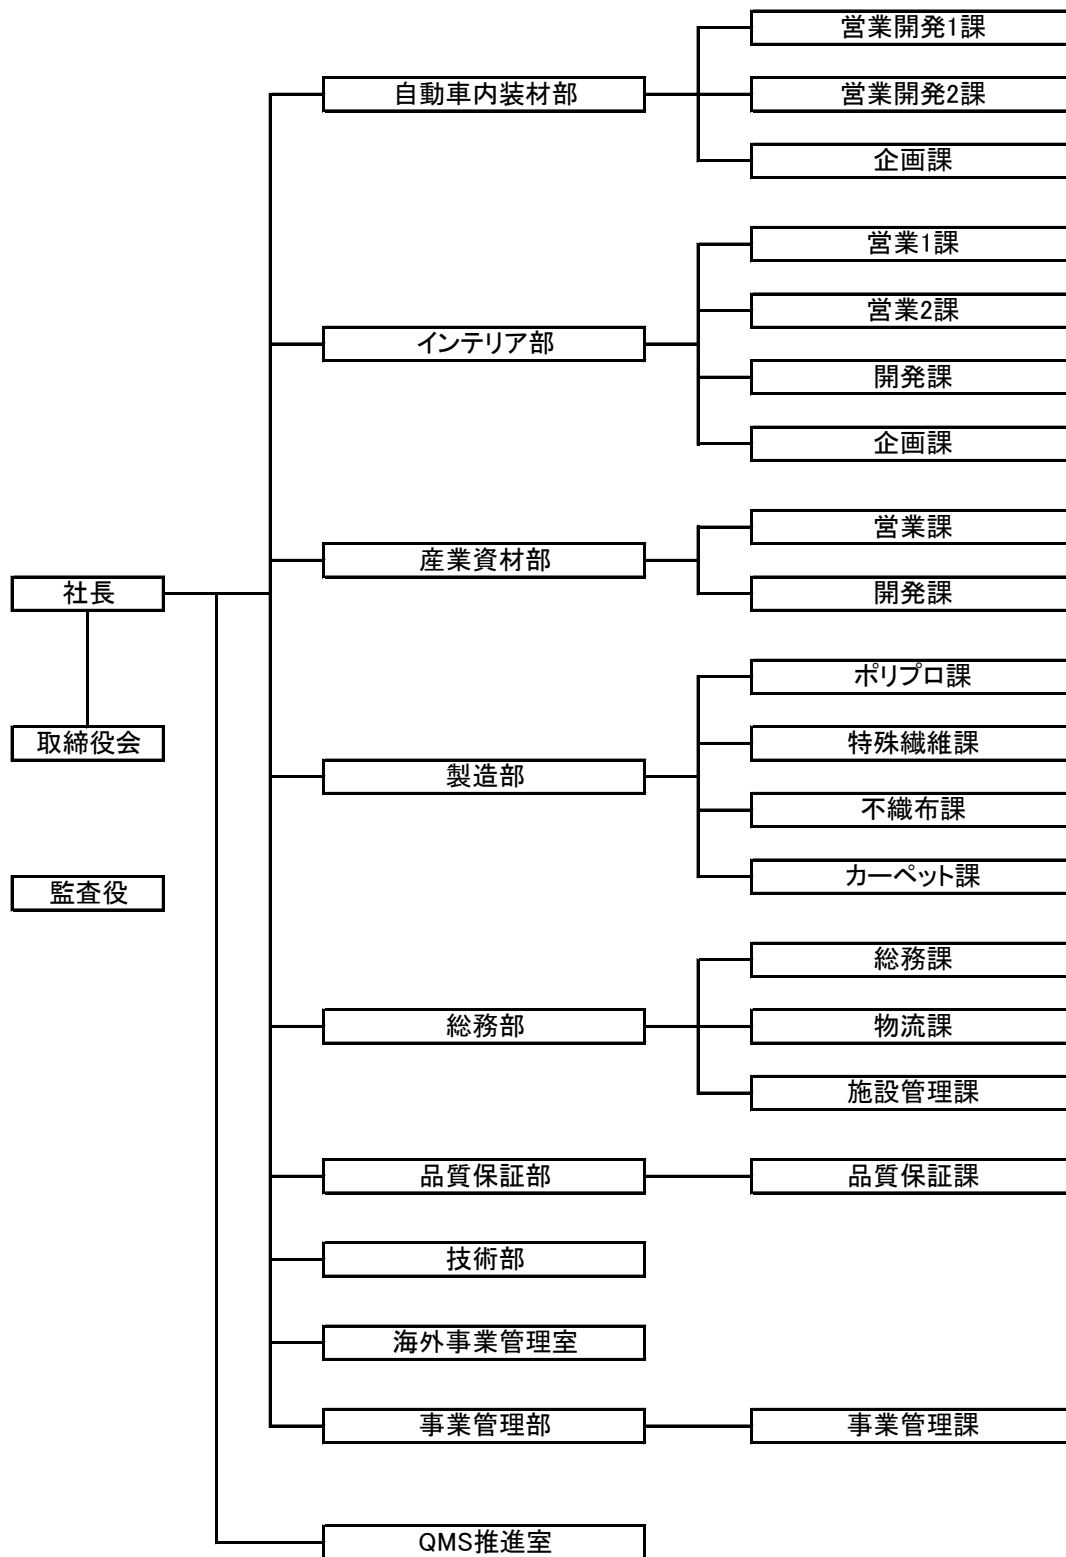 社長
取締役会
監査役
自動車内装材部
営業開発1課
営業開発2課
企画課
インテリア部
営業1課
営業2課
開発課
企画課
産業資材部
営業課
開発課
製造部
ポリプロ課
特殊繊維課
不織布課
カーペット課
総務部
総務課
物流課
施設管理課
品質保証部
品質保証課
技術部
海外事業管理室
事業管理部
事業管理課
QMS推進室